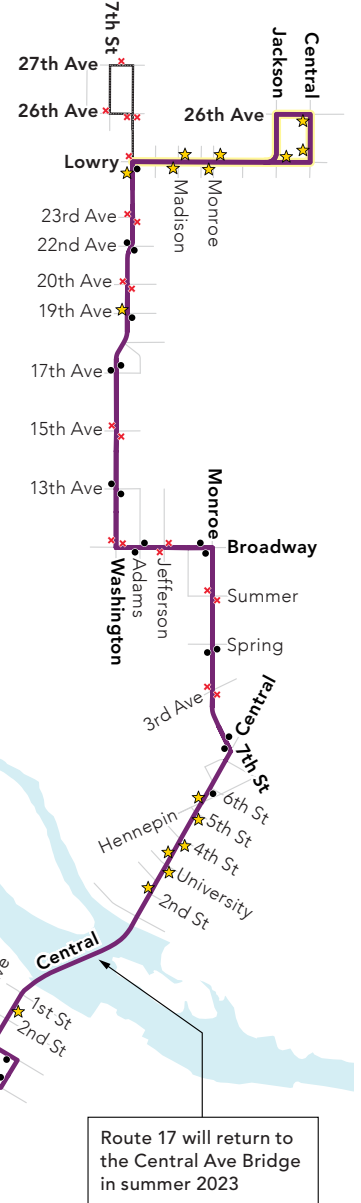 7th St
27th Ave
Central
Jackson
26th Ave
26th Ave
Lowry
Madison
Monroe
23rd Ave
22nd Ave
20th Ave
19th Ave
17th Ave
15th Ave
13th Ave
Monroe
Broadway
Washington
Adams
Jefferson
Summer
Spring
3rd Ave
Central
7th St
6th St
Hennepin
5th St
4th St
University
2nd St
Central
1st St
2nd St
Route 17 will return to
the Central Ave Bridge
in summer 2023